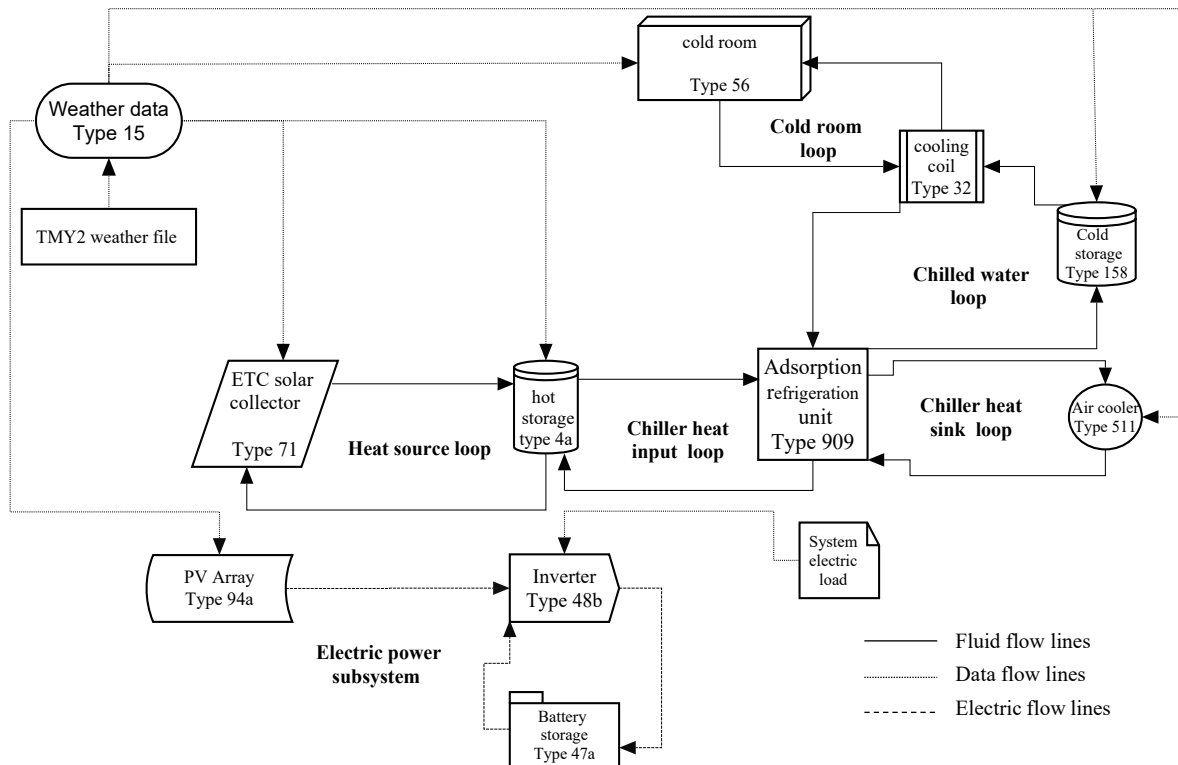 cold room
Type 56
Weather data
Type 15
Cold room
loop
cooling
coil
Type 32
TMY2 weather file
Cold
storage
Type 158
Chilled water
loop
ETC solar
collector
Type 71
Heat source loop
hot
storage
type 4a
Chiller heat
input loop
Adsorption
refrigeration
unit
Type 909
Chiller heat
sink loop
Air cooler
Type 511
PV Array
Type 94a
Inverter
Type 48b
System
electric
load
Electric power
subsystem
Battery
storage
Type 47a
Fluid flow lines
Data flow lines
Electric flow lines